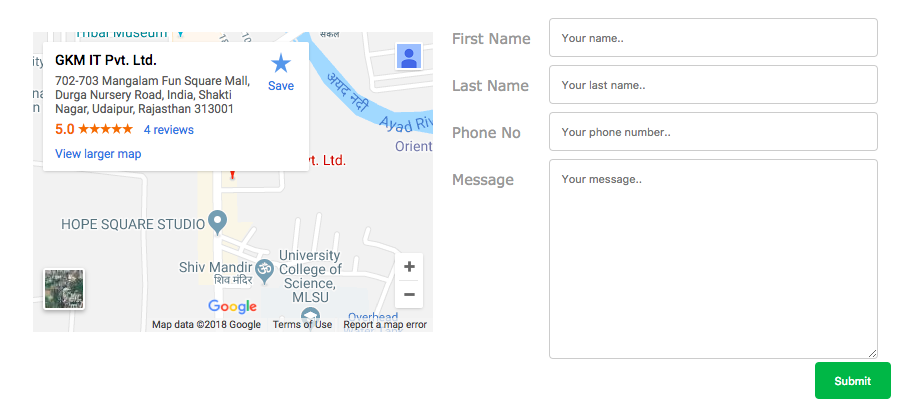 Tribal Museum
GKM IT Pvt. Ltd.
702-703 Mangalam Fun Square Mall,
Durga Nursery Road, India, Shakti
Nagar, Udaipur, Rajasthan 313001
5.0 ★★★★★ 4 reviews
View larger map
Save
अयद नदी
Ayad Riv
Orient
vt. Ltd.
HOPE SQUARE STUDIO
Shiv Mandir
शिव मंदिर
University
College of
Science,
MLSU
Overhead
Google
Map data ©2018 Google Terms of Use Report a map error
First Name
Your name..
Last Name
Your last name..
Phone No
Your phone number..
Message
Your message..
Submit